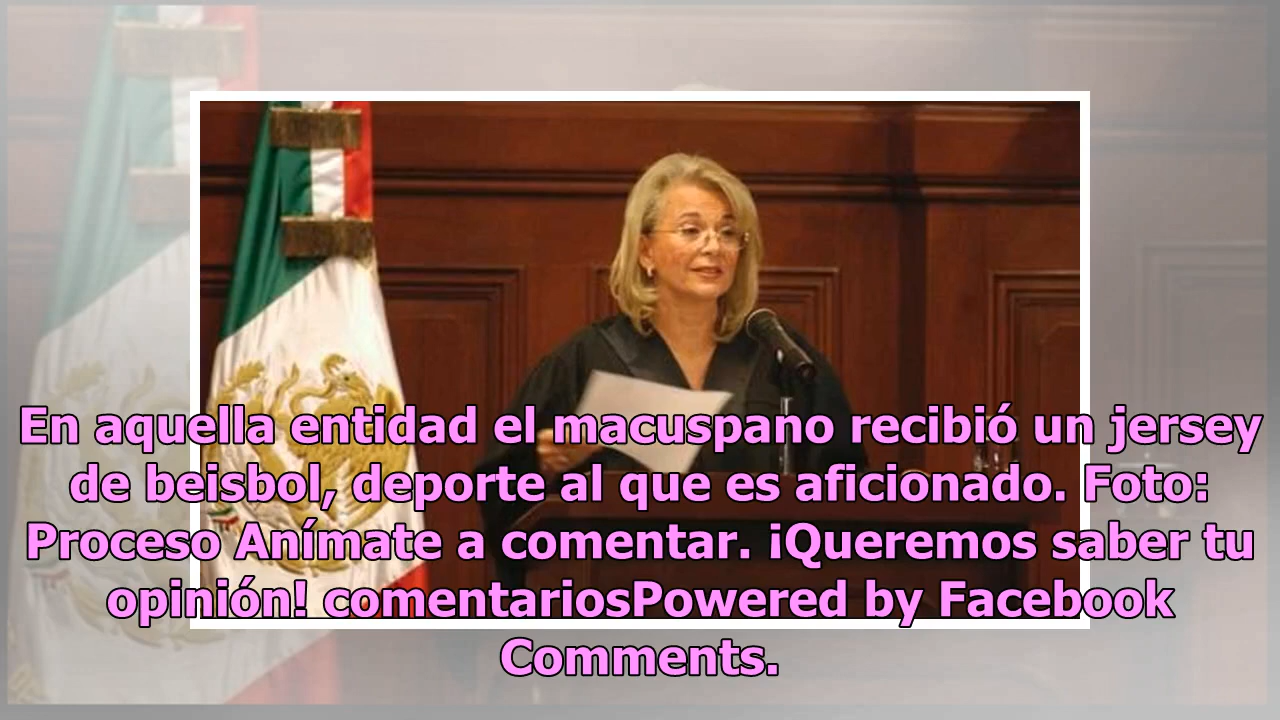 En aquella entidad el macuspano recibió un jersey
de beisbol, deporte al que es aficionado. Foto:
Proceso Anímate a comentar. ¡Queremos saber tu
opinión! comentariosPowered by Facebook
Comments.